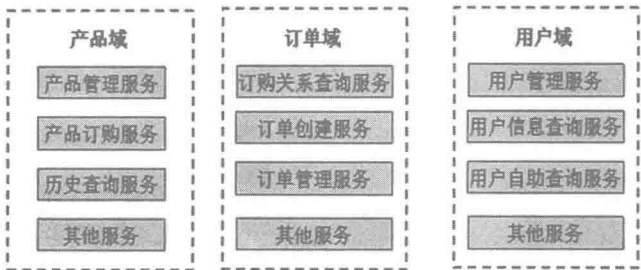 产品域
产品管理服务
产品订购服务
历史查询服务
其他服务
订单域
订购关系查询服务
订单创建服务
订单管理服务
其他服务
用户域
用户管理服务
用户信息查询服务
用户自助查询服务
其他服务